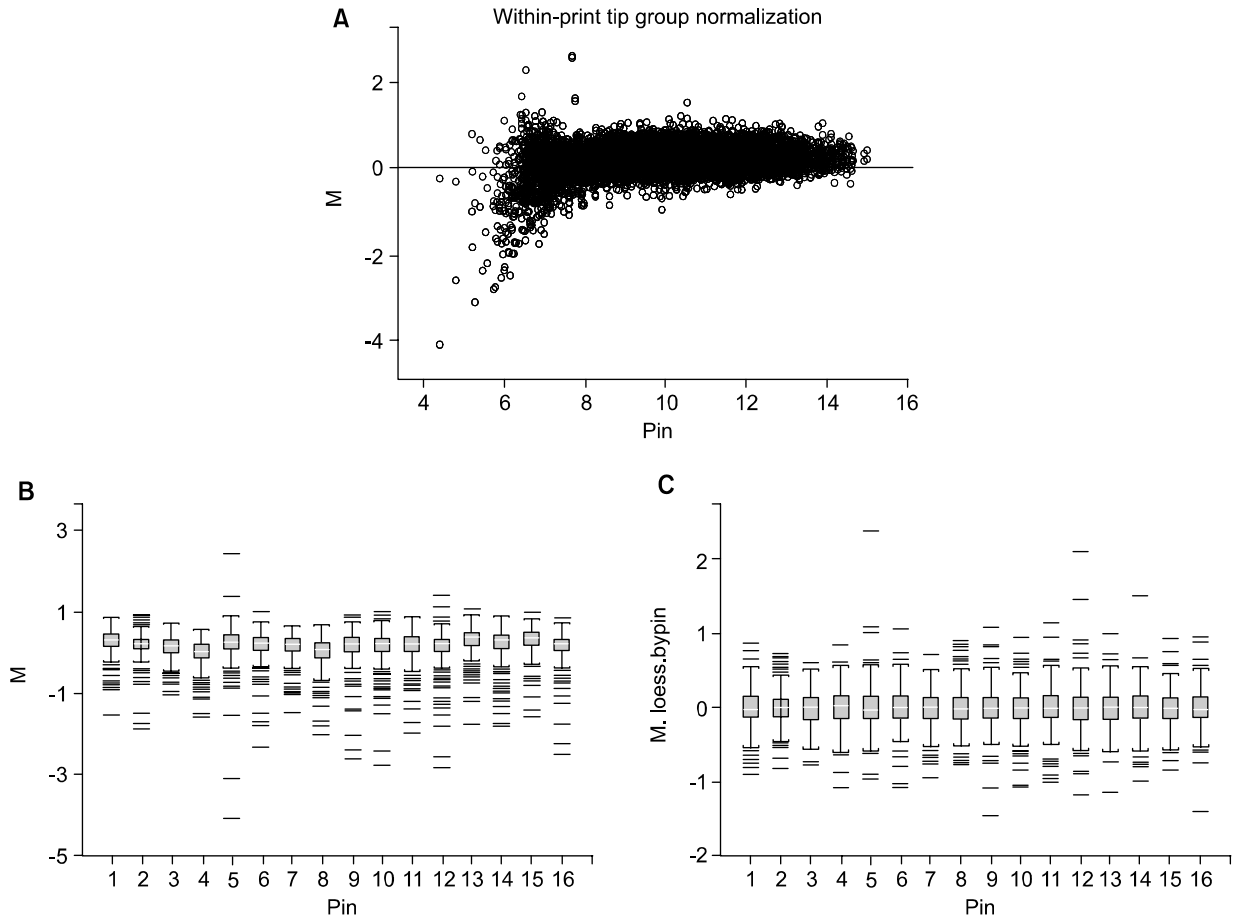 A
Within-print tip group normalization
M
2
0
-2
-4
4 6 8 10 12 14 16
Pin
B
M
3
1
-1
-3
-5
1 2 3 4 5 6 7 8 9 10 11 12 13 14 15 16
Pin
C
M. loess.bypin
2
1
0
-1
-2
1 2 3 4 5 6 7 8 9 10 11 12 13 14 15 16
Pin